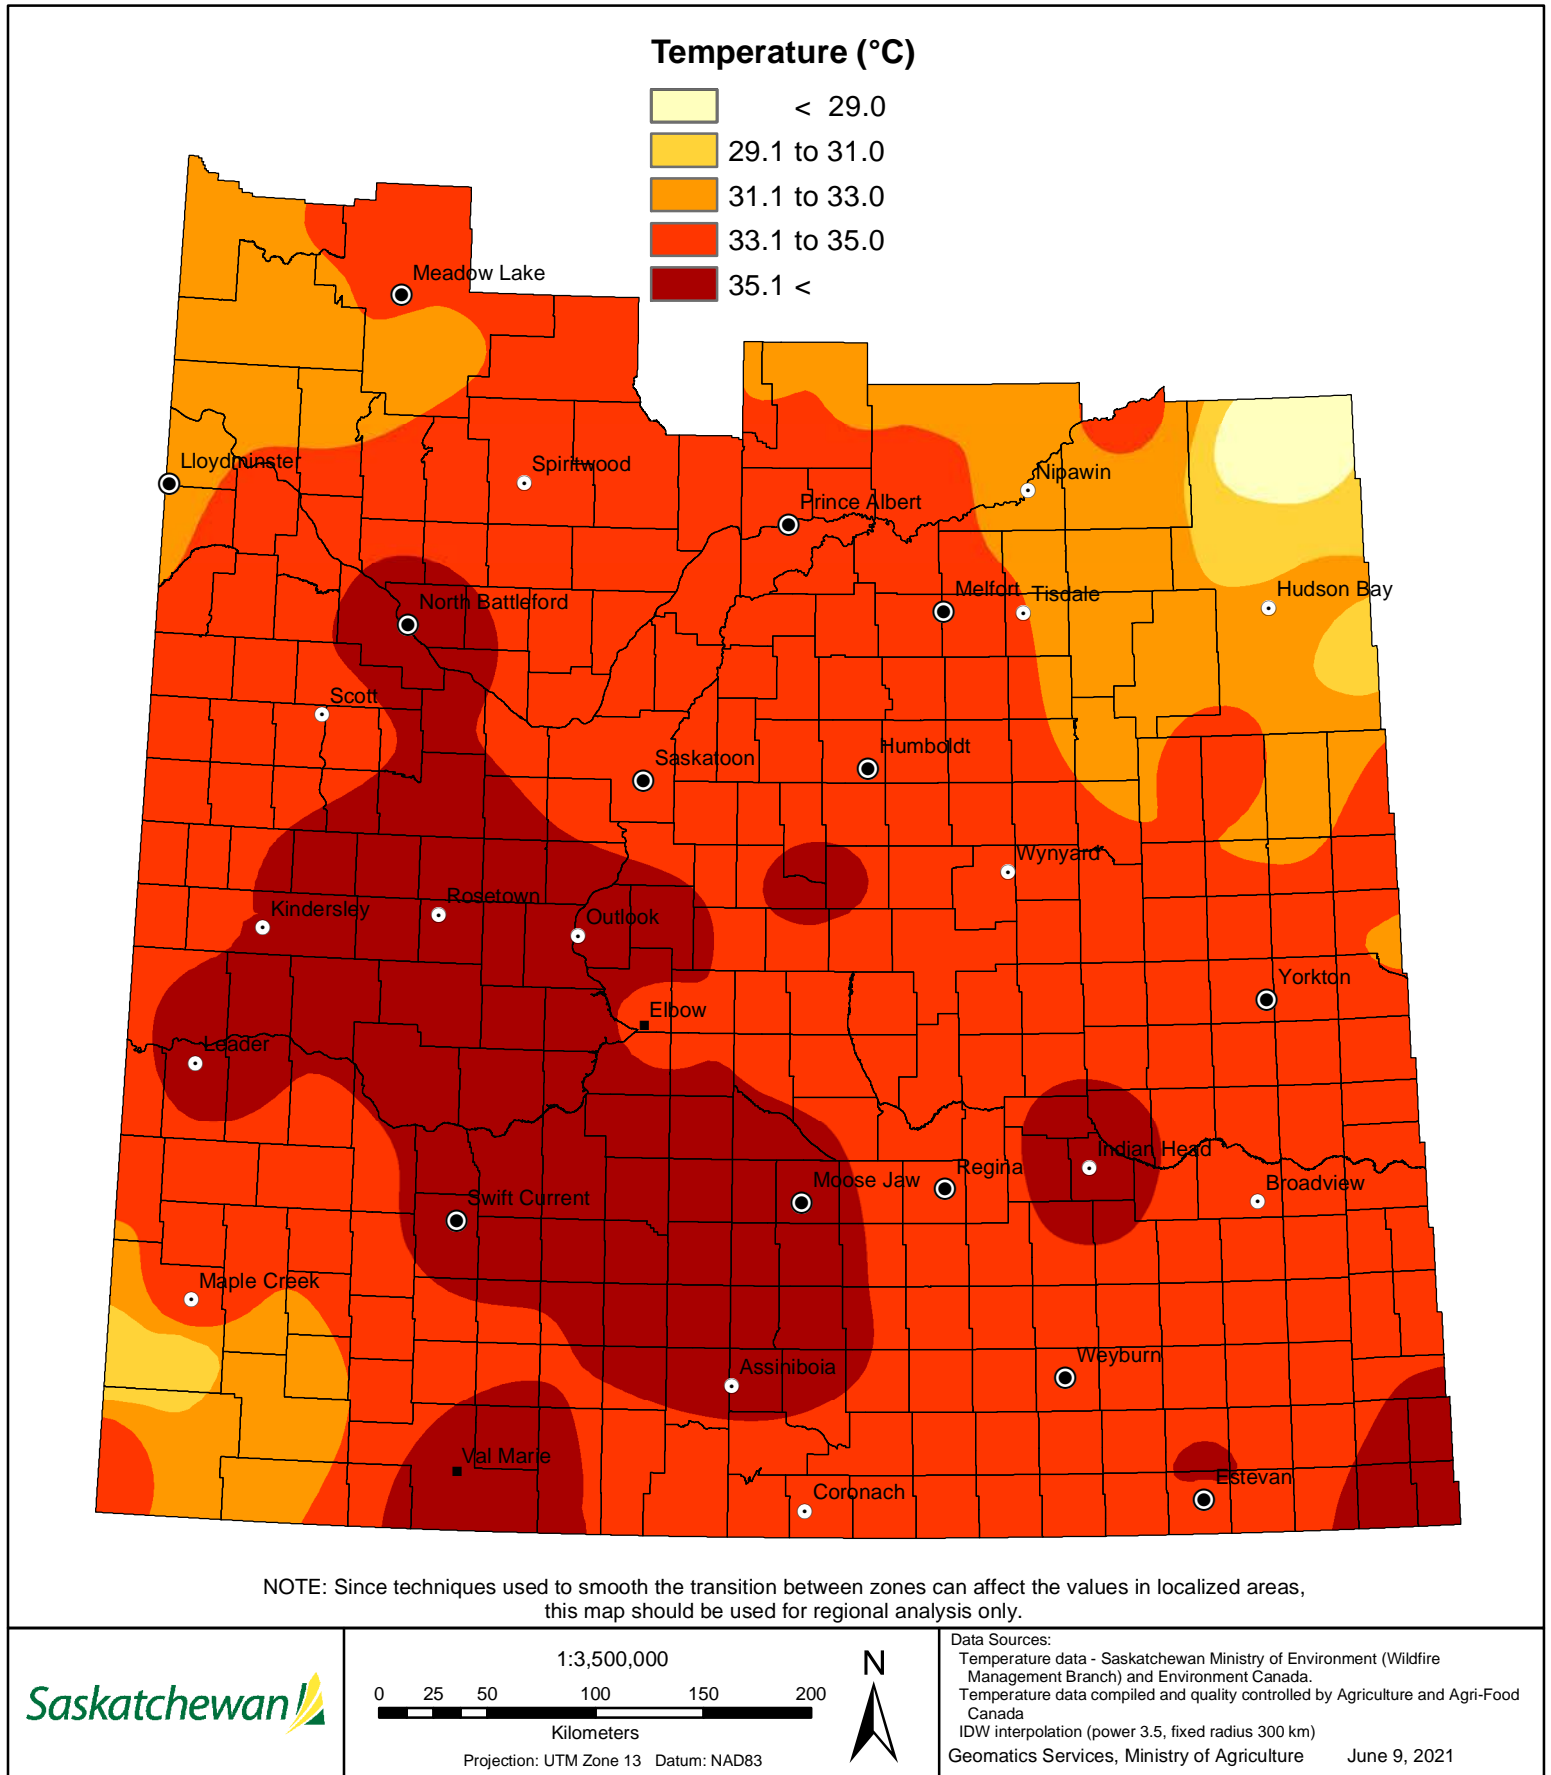 Temperature (°C)
< 29.0
29.1 to 31.0
31.1 to 33.0
33.1 to 35.0
35.1 <
Meadow Lake
Lloydminster
Spiritwood
Nipawin
Prince Albert
Hudson Bay
Melfort
Tisdale
North Battleford
Scott
Humboldt
Saskatoon
Wynyard
Rosetown
Kindersley
Outlook
Yorkton
Elbow
Leader
Indian Head
Regina
Moose Jaw
Broadview
Swift Current
Maple Creek
Weyburn
Assiniboia
Val Marie
Estevan
Coronach
NOTE: Since techniques used to smooth the transition between zones can affect the values in localized areas,
this map should be used for regional analysis only.
Saskatchewan
1:3,500,000
0 25 50 100 150 200
Kilometers
Projection: UTM Zone 13 Datum: NAD83
N
Data Sources:
Temperature data - Saskatchewan Ministry of Environment (Wildfire
Management Branch) and Environment Canada.
Temperature data compiled and quality controlled by Agriculture and Agri-Food
Canada
IDW interpolation (power 3.5, fixed radius 300 km)
Geomatics Services, Ministry of Agriculture June 9, 2021